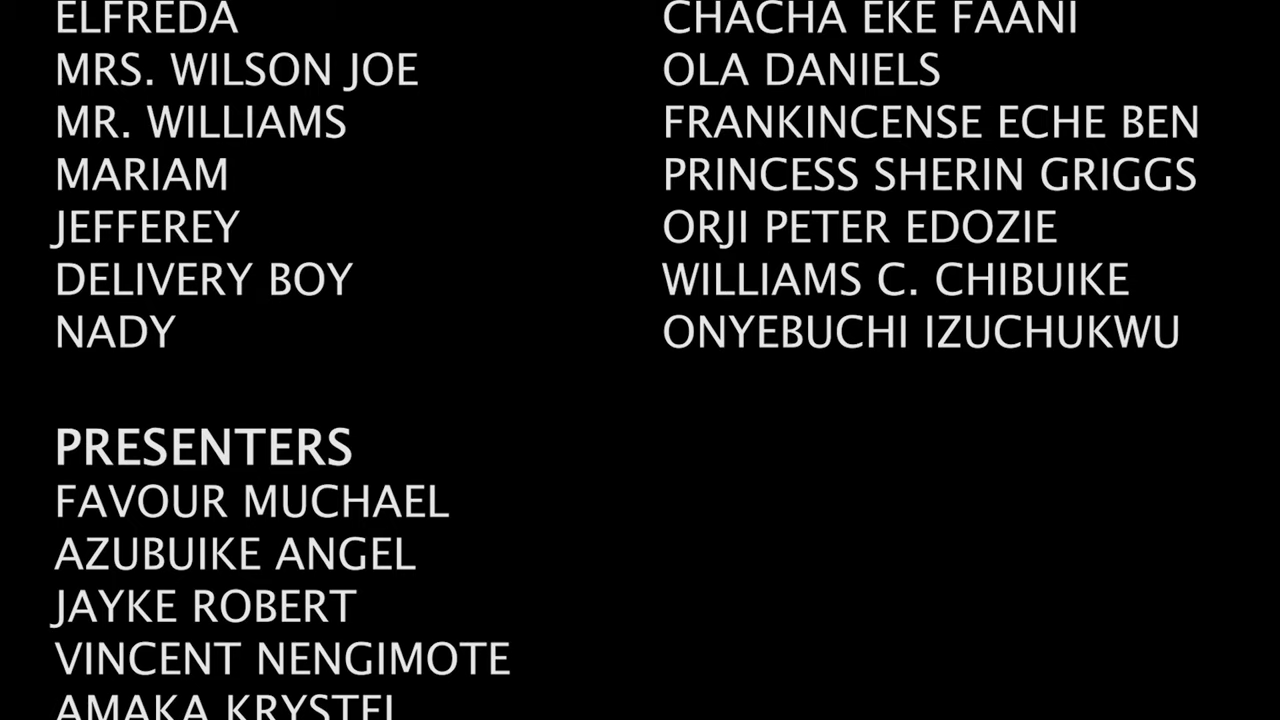 ELFREDA CHACHA EKE FAANI
MRS. WILSON JOE OLA DANIELS
MR. WILLIAMS FRANKINCENSE ECHE BEN
MARIAM PRINCESS SHERIN GRIGGS
JEFFEREY ORJI PETER EDOZIE
DELIVERY BOY WILLIAMS C. CHIBUIKE
NADY ONYEBUCHI IZUCHUKWU
PRESENTERS
FAVOUR MUCHAEL
AZUBUIKE ANGEL
JAYKE ROBERT
VINCENT NENGIMOTE
AMAKA KRYSTEL